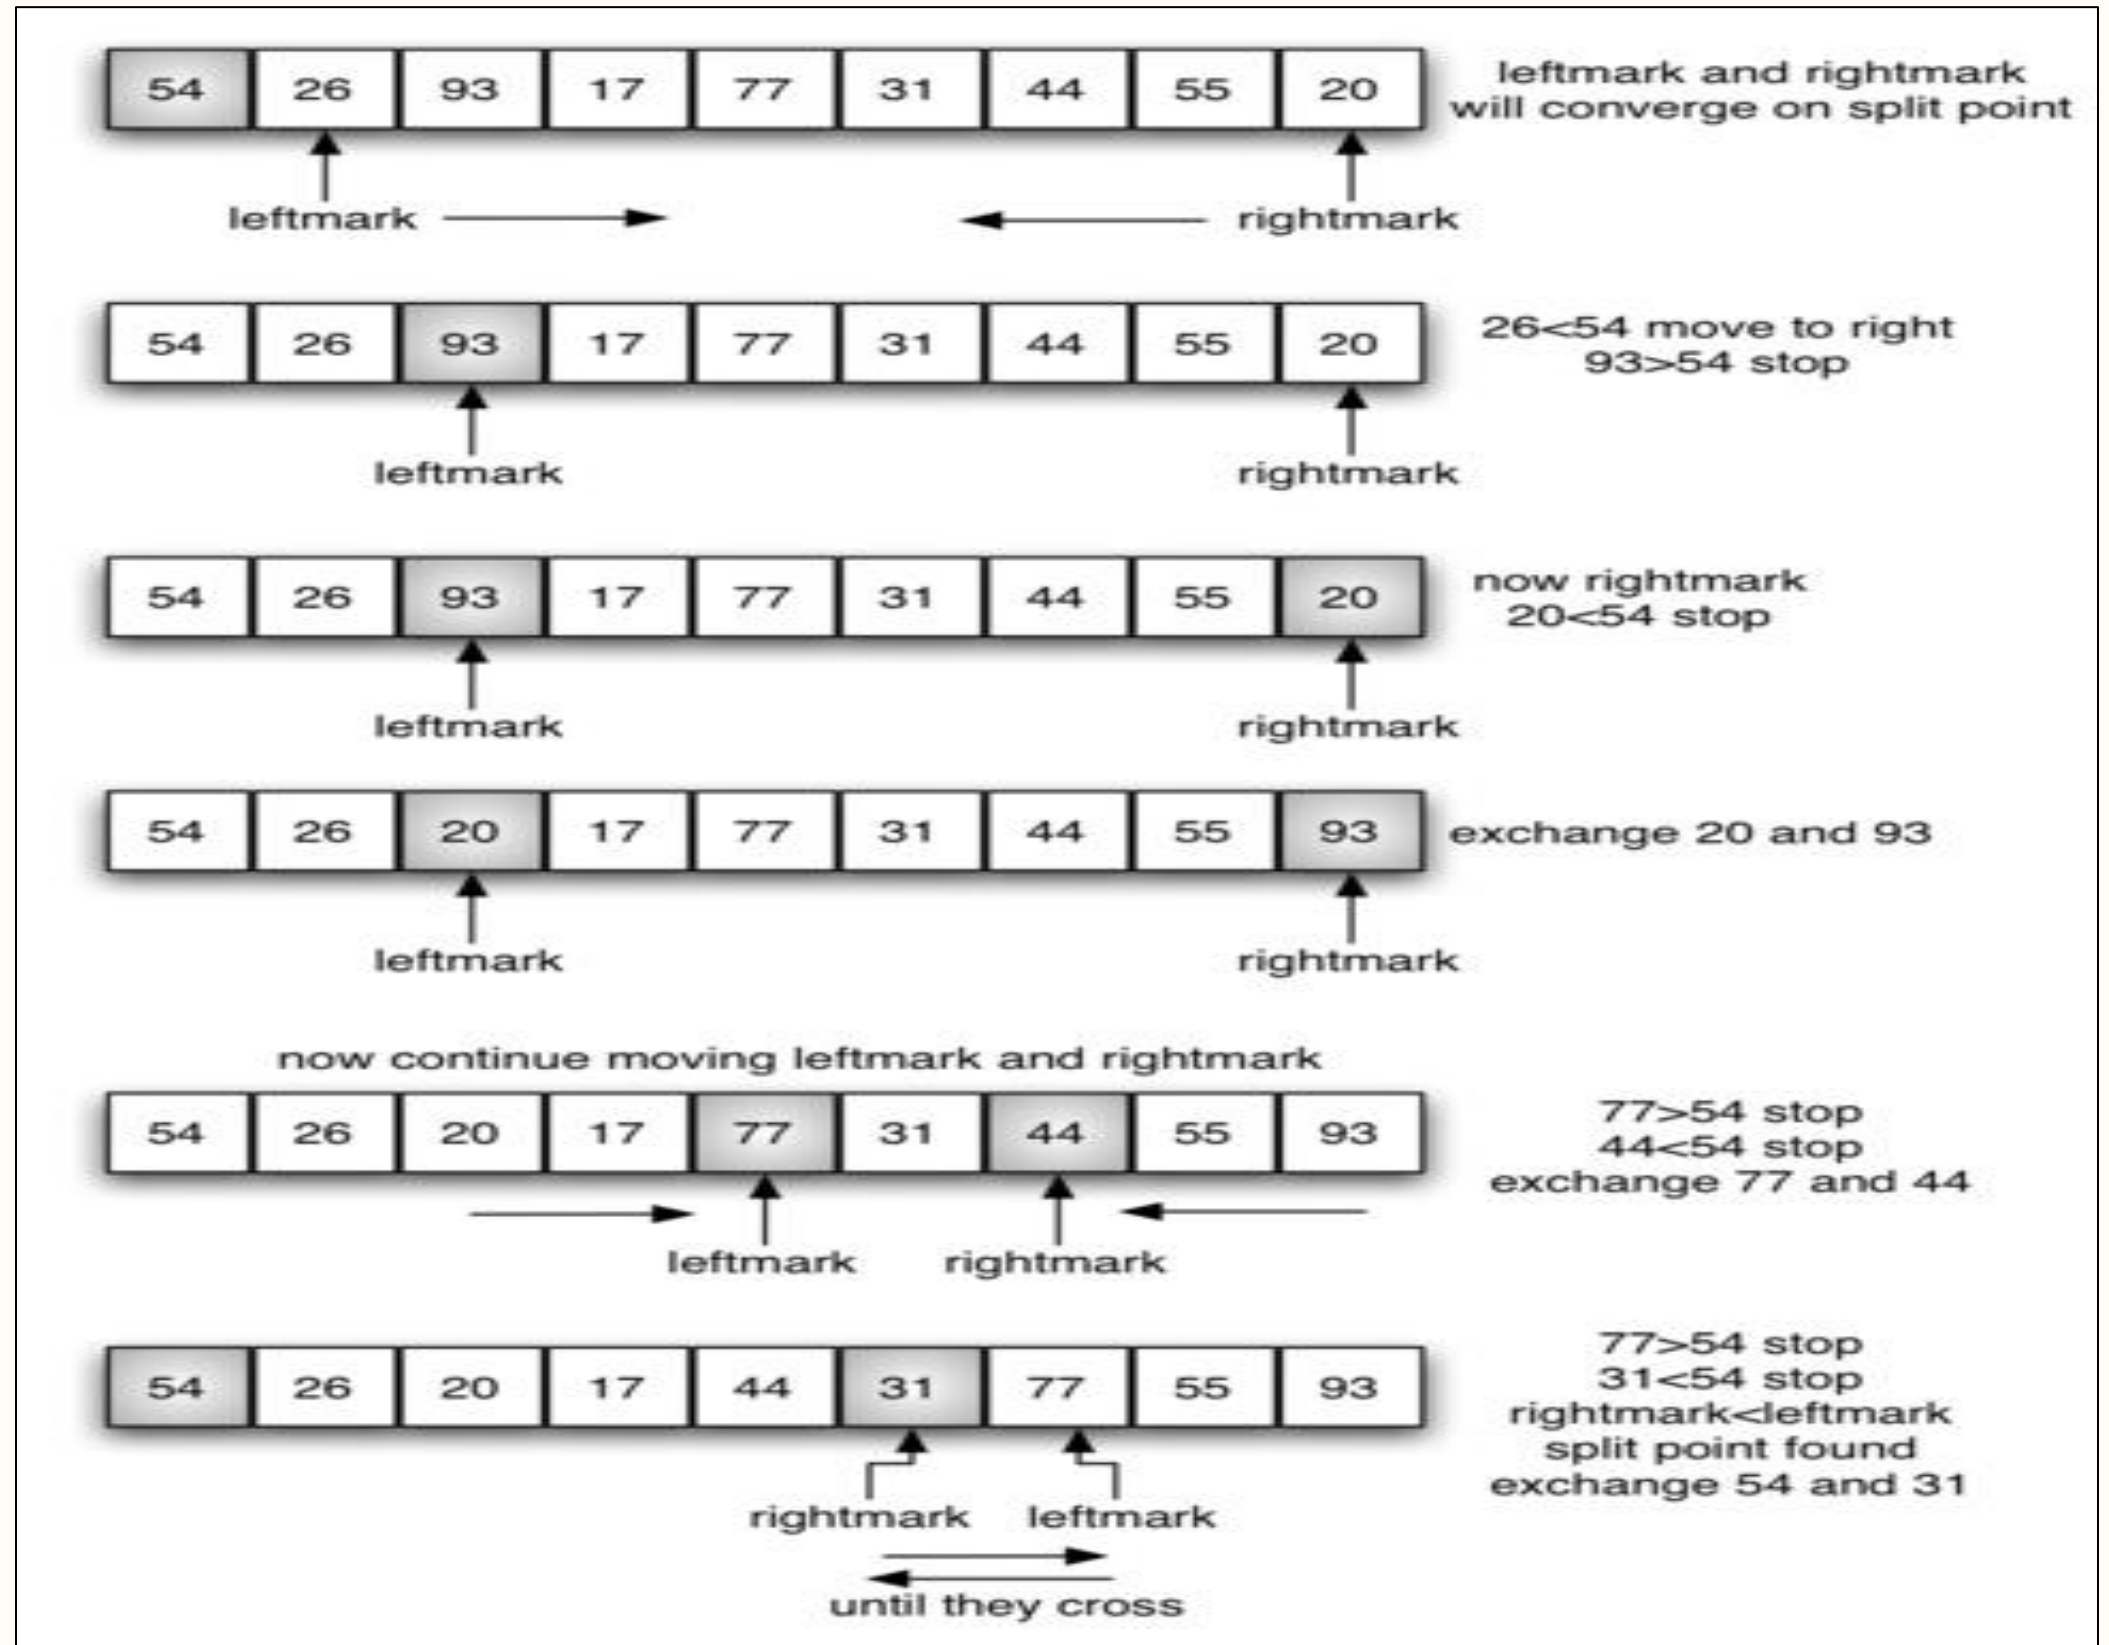 54 26 93 17 77 31 44 55 20
leftmark and rightmark
will converge on split point
leftmark rightmark
54 26 93 17 77 31 44 55 20
26<54 move to right
93>54 stop
leftmark rightmark
54 26 93 17 77 31 44 55 20
now rightmark
20<54 stop
leftmark rightmark
54 26 20 17 77 31 44 55 93
exchange 20 and 93
leftmark rightmark
now continue moving leftmark and rightmark
54 26 20 17 77 31 44 55 93
77>54 stop
44<54 stop
exchange 77 and 44
leftmark rightmark
54 26 20 17 44 31 77 55 93
77>54 stop
31<54 stop
rightmark<leftmark
split point found
exchange 54 and 31
rightmark leftmark
until they cross